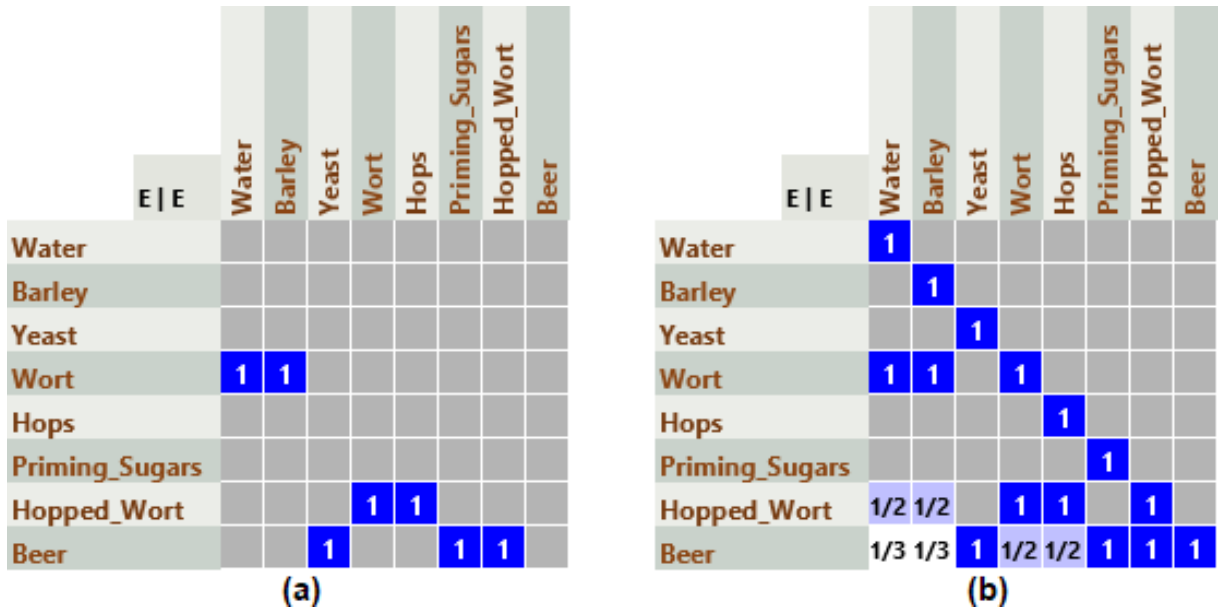 E | E Water Barley Yeast Wort Hops Priming_Sugars Hopped_Wort Beer
Water
Barley
Yeast
Wort 1 1
Hops
Priming_Sugars
Hopped_Wort 1 1
Beer 1 1 1
(a)
E | E Water Barley Yeast Wort Hops Priming_Sugars Hopped_Wort Beer
Water 1
Barley 1
Yeast 1
Wort 1 1 1
Hops 1
Priming_Sugars 1
Hopped_Wort 1/2 1/2 1 1 1
Beer 1/3 1/3 1 1/2 1/2 1 1 1
(b)